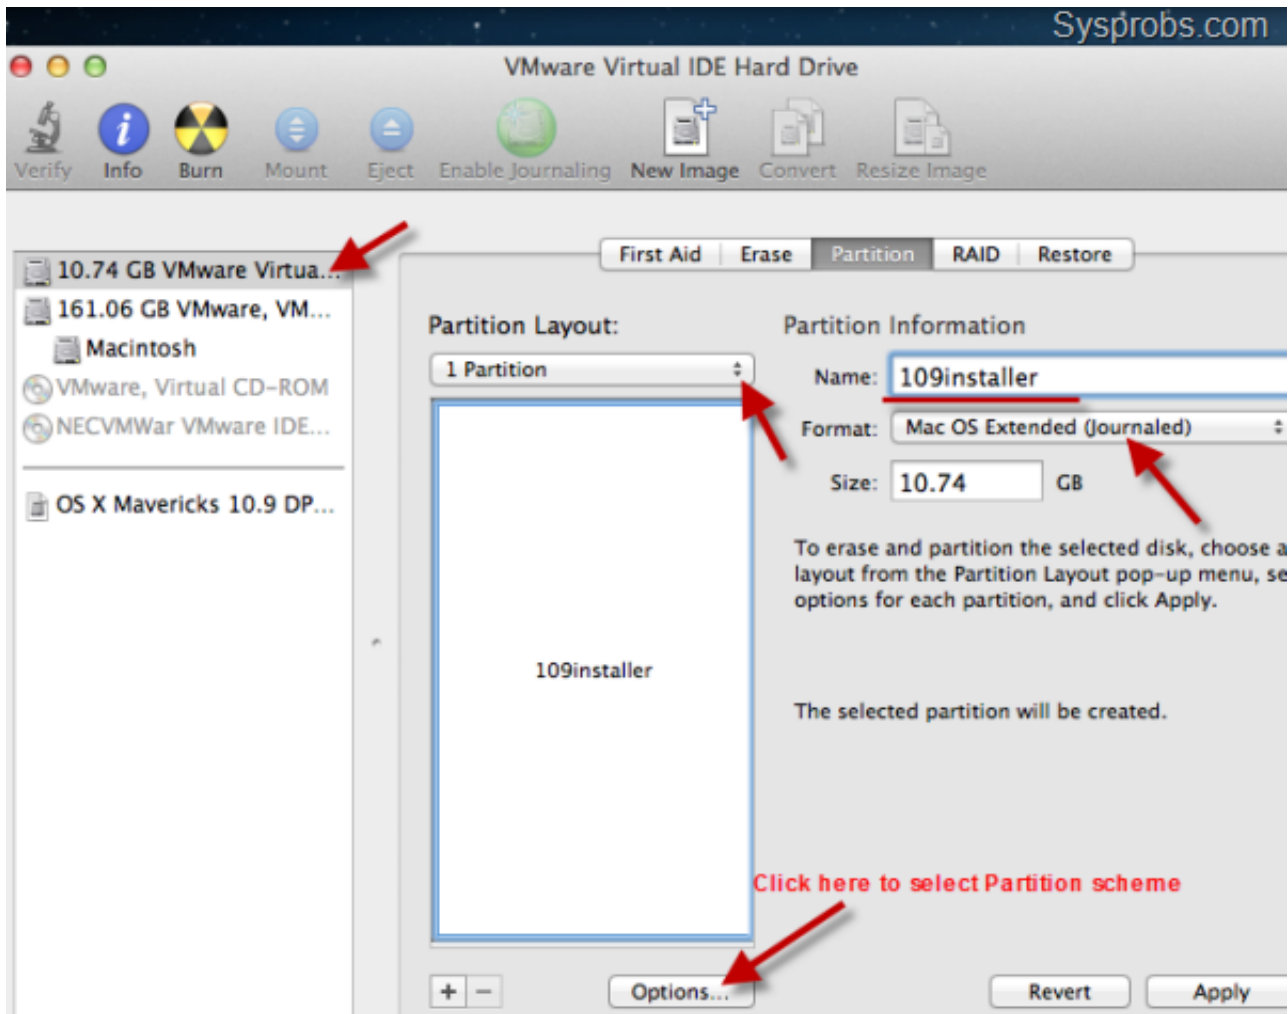 Sysprobs.com
VMware Virtual IDE Hard Drive
Verify Info Burn Mount Eject Enable Journaling New Image Convert Resize Image
First Aid Erase Partition RAID Restore
10.74 GB VMware Virtua...
161.06 GB VMware, VM...
Macintosh
VMware, Virtual CD-ROM
NECVMWar VMware IDE...
OS X Mavericks 10.9 DP...
Partition Layout:
1 Partition
109installer
Partition Information
Name: 109installer
Format: Mac OS Extended (Journaled)
Size: 10.74 GB
To erase and partition the selected disk, choose a
layout from the Partition Layout pop-up menu, se
options for each partition, and click Apply.
The selected partition will be created.
Click here to select Partition scheme
+ − Options... Revert Apply